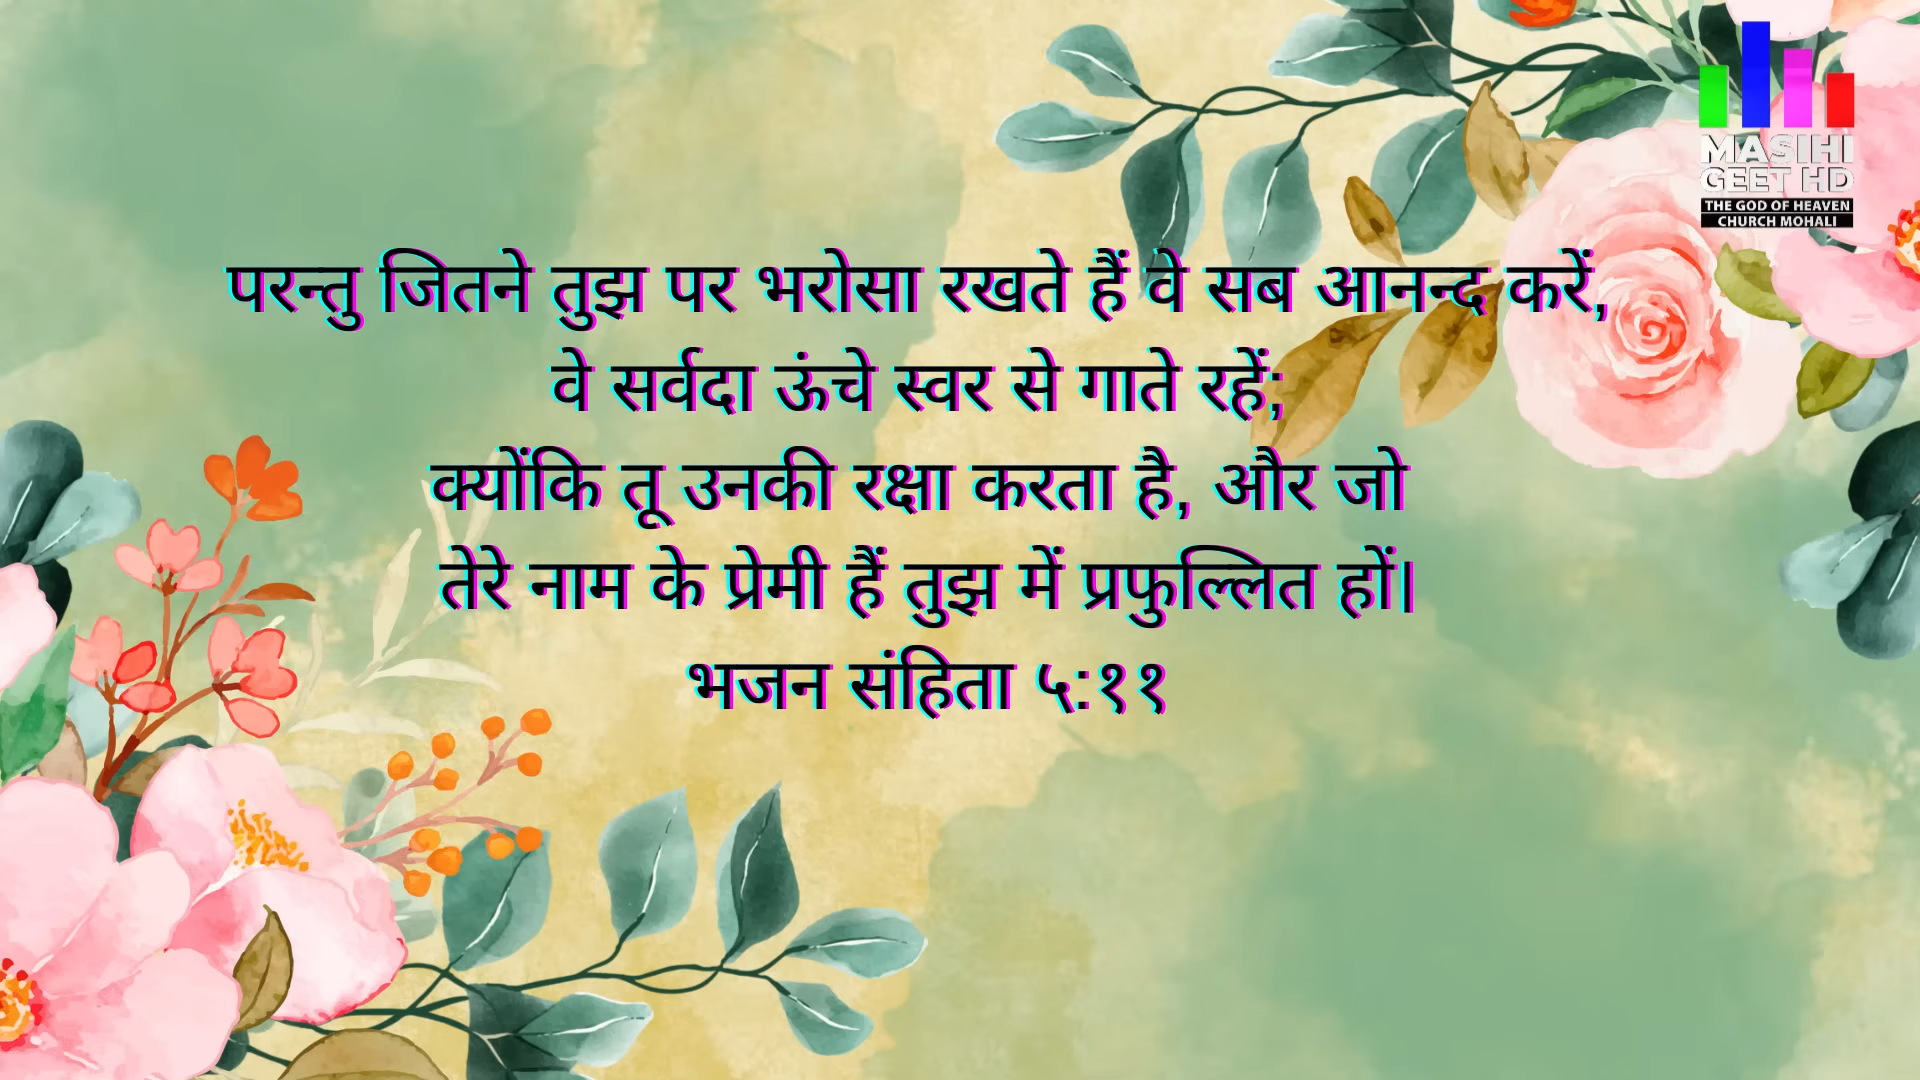 MASIHI
GEET HD
THE GOD OF HEAVEN
CHURCH MOHALI
परन्तु जितने तुझ पर भरोसा रखते हैं वे सब आनन्द करें,
वे सर्वदा ऊंचे स्वर से गाते रहें;
क्योंकि तू उनकी रक्षा करता है, और जो
तेरे नाम के प्रेमी हैं तुझ में प्रफुल्लित हों।
भजन संहिता ५:११